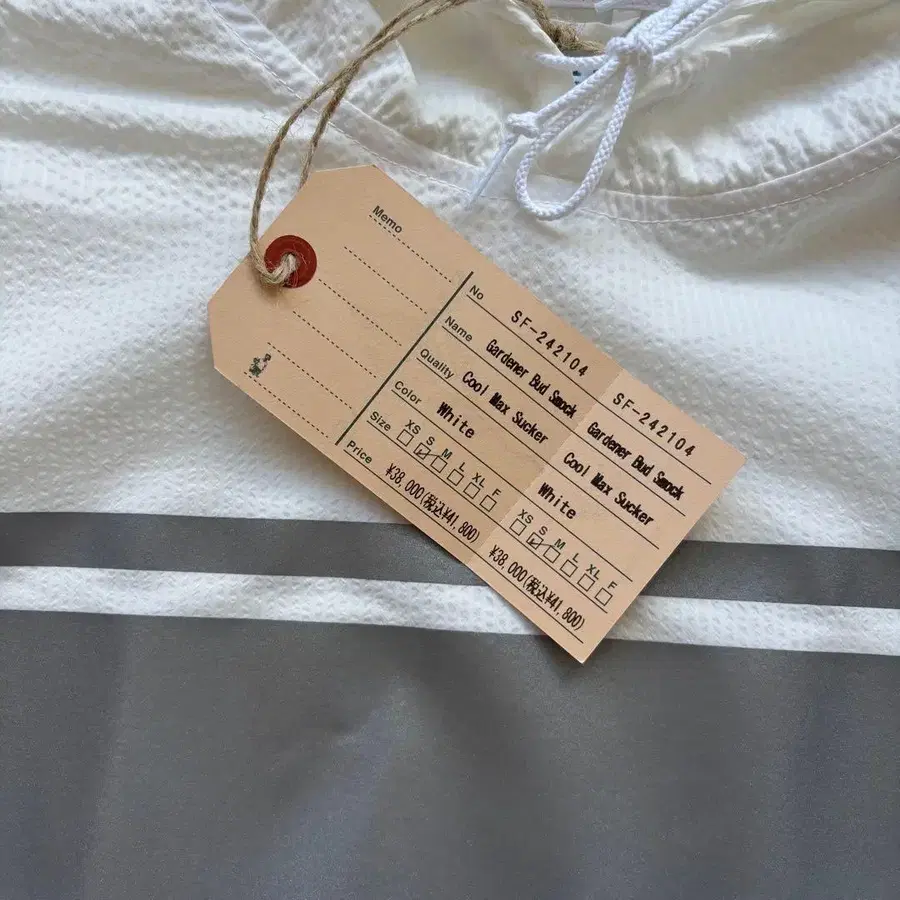 Memo
No SF-242104
Name Gardener Bud Smock
Quality Cool Max Sucker
Color White
Size XS S M L XL F
Price ¥38,000(税込¥41,800)
SF-242104
Gardener Bud Smock
Cool Max Sucker
White
XS S M L XL F
¥38,000(税込¥41,800)